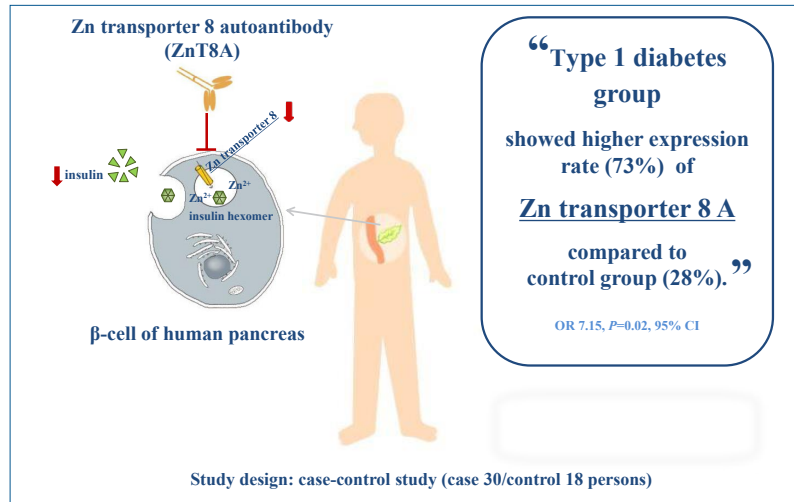 Zn transporter 8 autoantibody
(ZnT8A)
Zn transporter 8
insulin
Zn²⁺
Zn²⁺
insulin hexomer
β-cell of human pancreas
“Type 1 diabetes
group
showed higher expression
rate (73%) of
Zn transporter 8 A
compared to
control group (28%).”
OR 7.15, P=0.02, 95% CI
Study design: case-control study (case 30/control 18 persons)